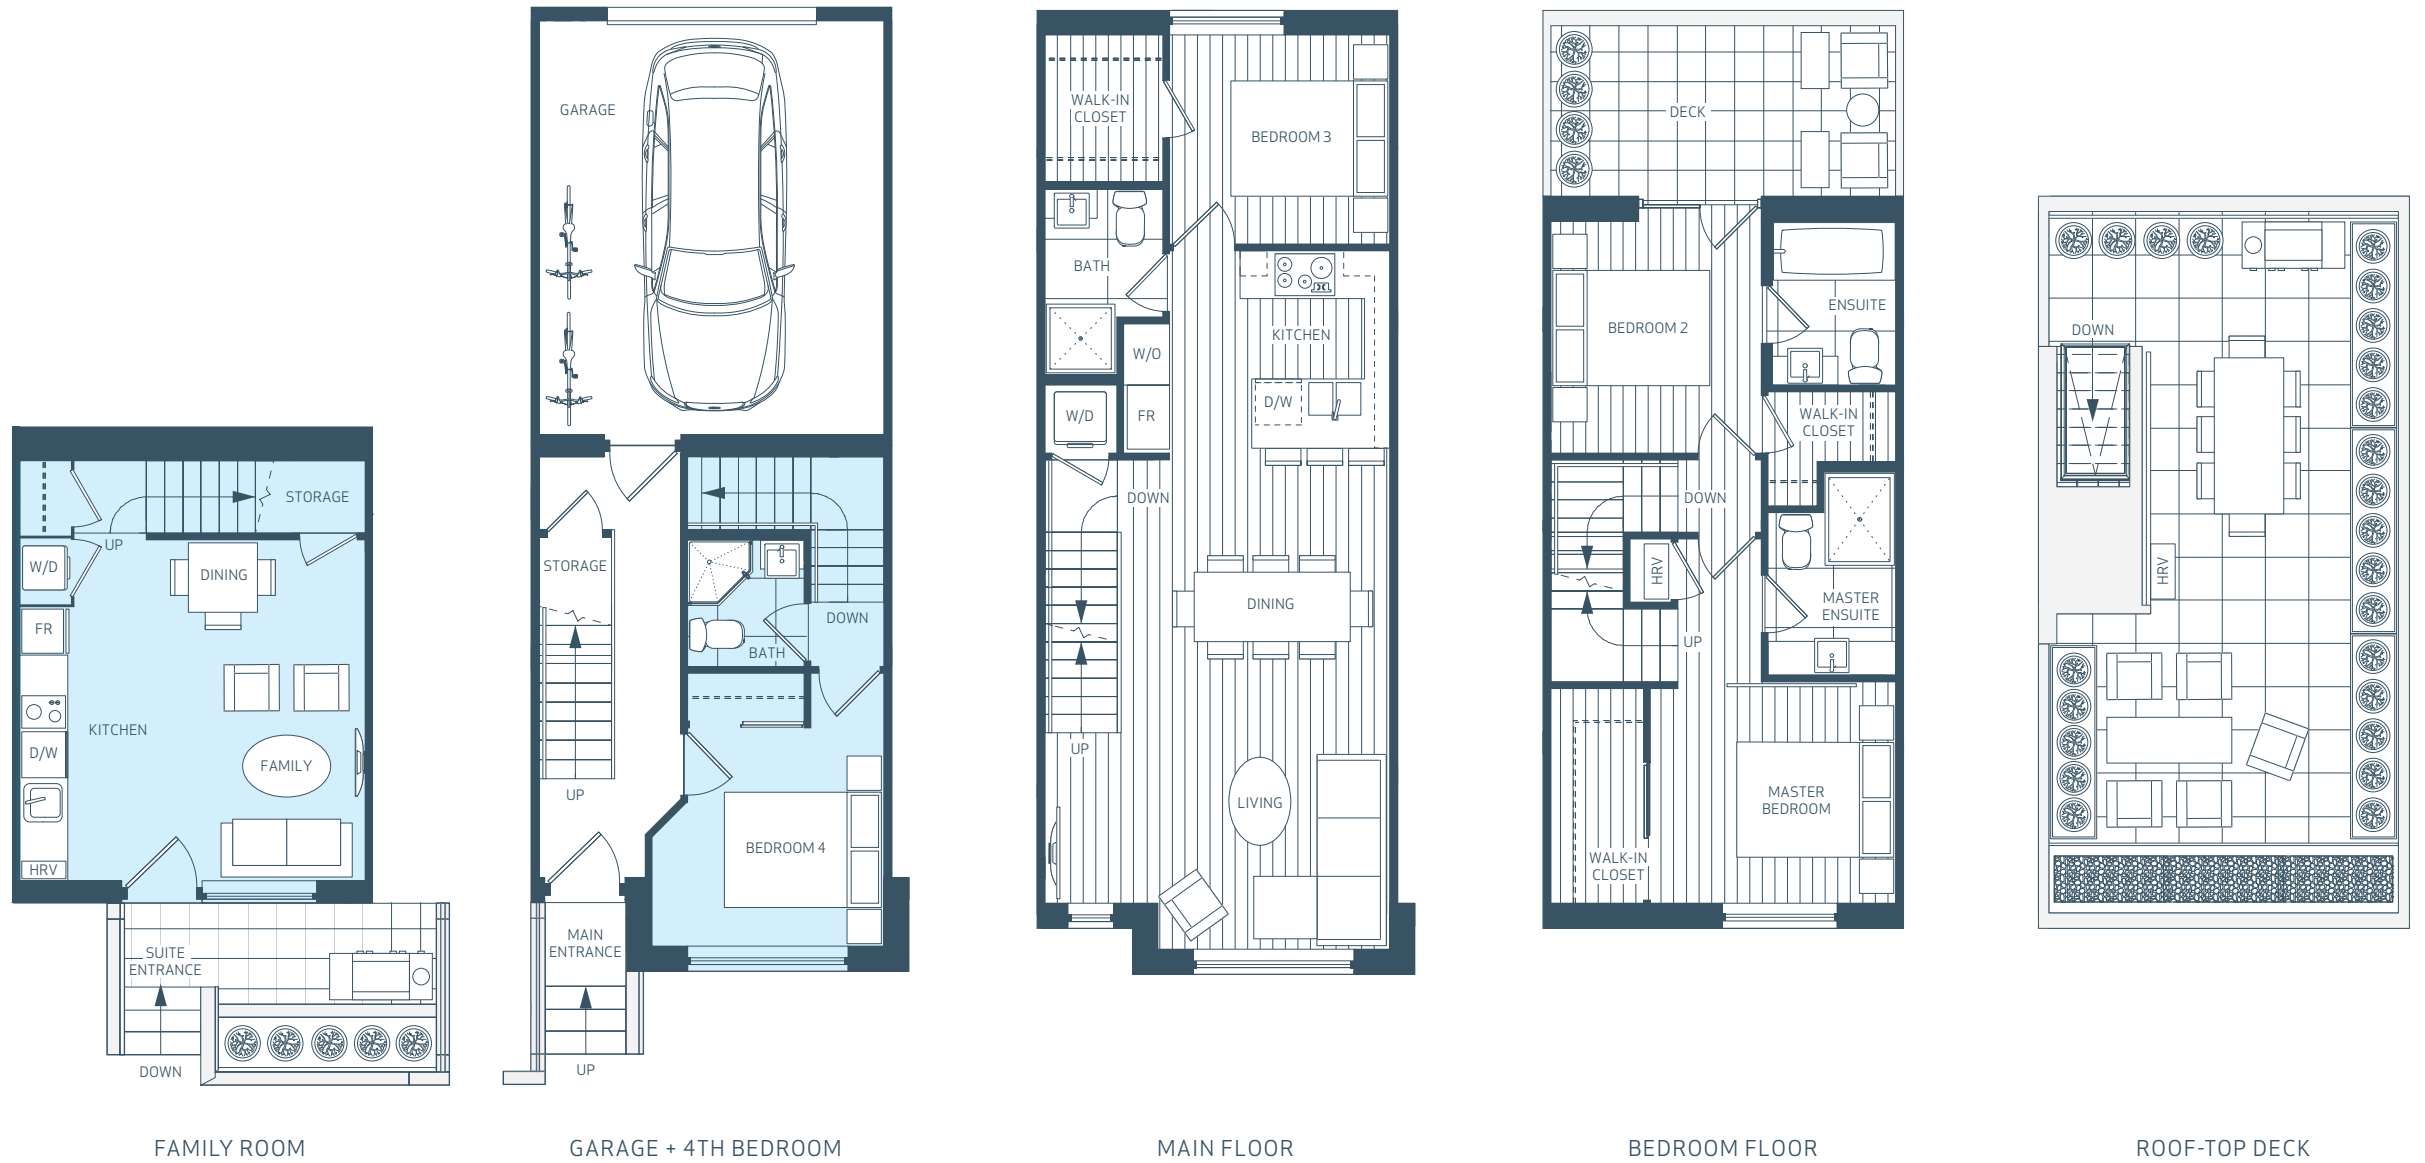 STORAGE
UP
W/D
DINING
FR
KITCHEN
D/W
FAMILY
HRV
SUITE
ENTRANCE
DOWN
FAMILY ROOM
GARAGE
STORAGE
DOWN
BATH
UP
BEDROOM 4
MAIN
ENTRANCE
UP
GARAGE + 4TH BEDROOM
WALK-IN
CLOSET
BEDROOM 3
BATH
KITCHEN
W/O
D/W
W/D
FR
DOWN
DINING
UP
LIVING
MAIN FLOOR
DECK
ENSUITE
BEDROOM 2
WALK-IN
CLOSET
DOWN
HRV
MASTER
ENSUITE
UP
MASTER
BEDROOM
WALK-IN
CLOSET
BEDROOM FLOOR
DOWN
HRV
ROOF-TOP DECK